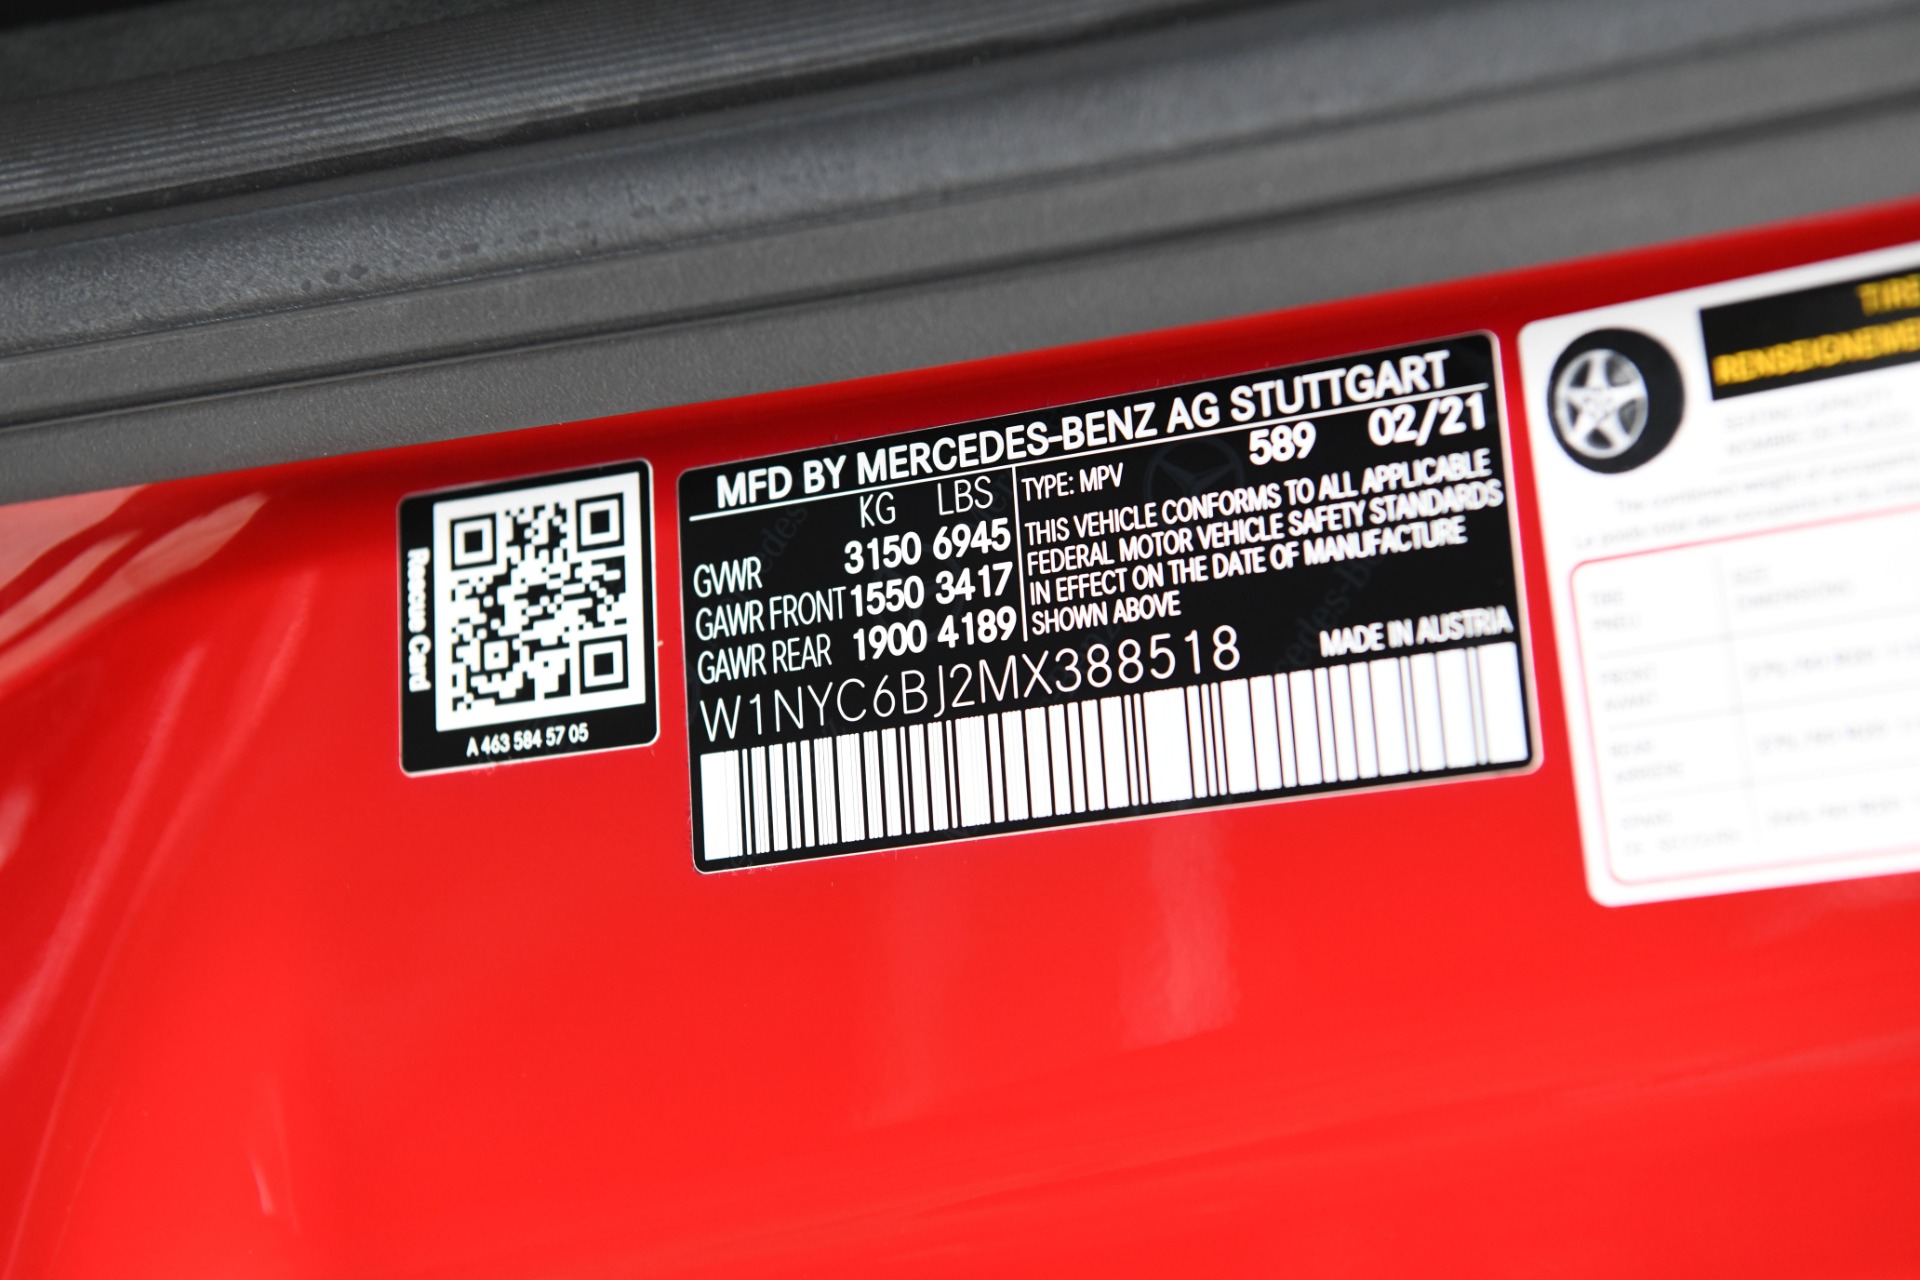 Rescue Card
A 463 584 57 05
MFD BY MERCEDES-BENZ AG STUTTGART
KG LBS
GVWR 3150 6945
GAWR FRONT 1550 3417
GAWR REAR 1900 4189
TYPE: MPV 589 02/21
THIS VEHICLE CONFORMS TO ALL APPLICABLE
FEDERAL MOTOR VEHICLE SAFETY STANDARDS
IN EFFECT ON THE DATE OF MANUFACTURE
SHOWN ABOVE
W1NYC6BJ2MX388518
MADE IN AUSTRIA
TIRE
RENSEIGNEME